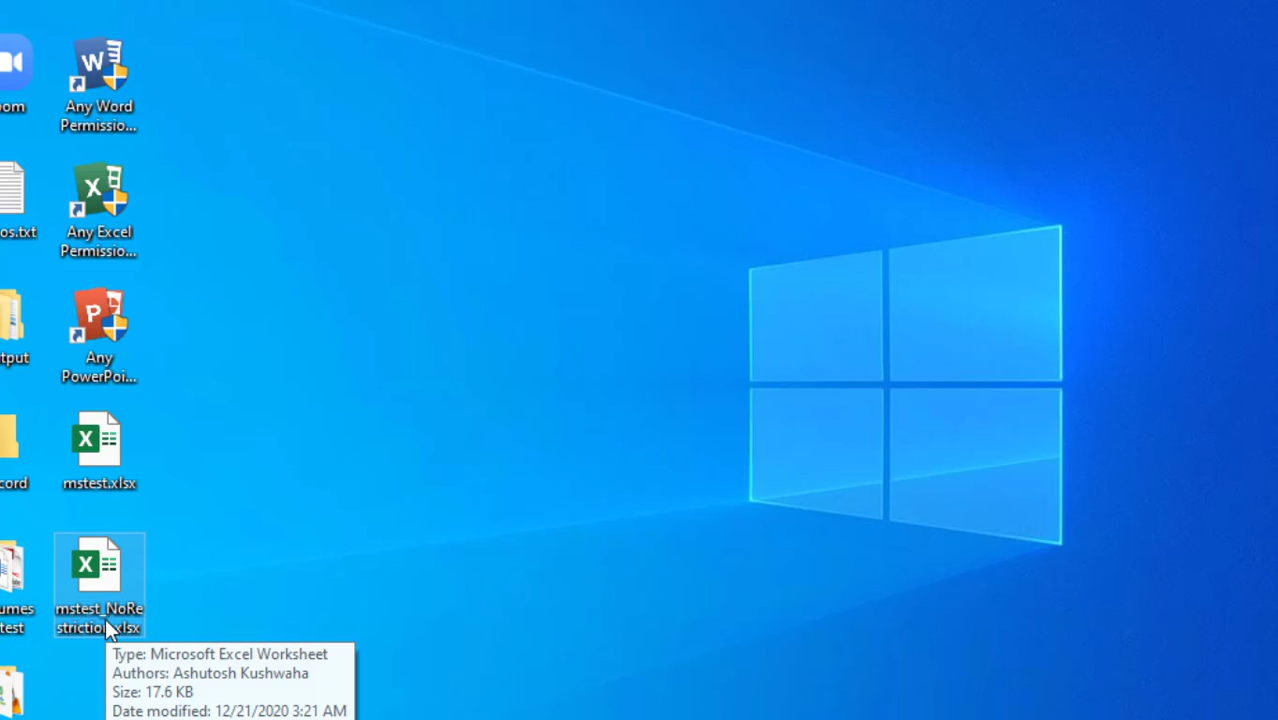 oom
Any Word
Permissio...
os.txt
Any Excel
Permissio...
tput
Any
PowerPoi...
cord
mstest.xlsx
umes
test
mstest_NoRe
striction.xlsx
Type: Microsoft Excel Worksheet
Authors: Ashutosh Kushwaha
Size: 17.6 KB
Date modified: 12/21/2020 3:21 AM